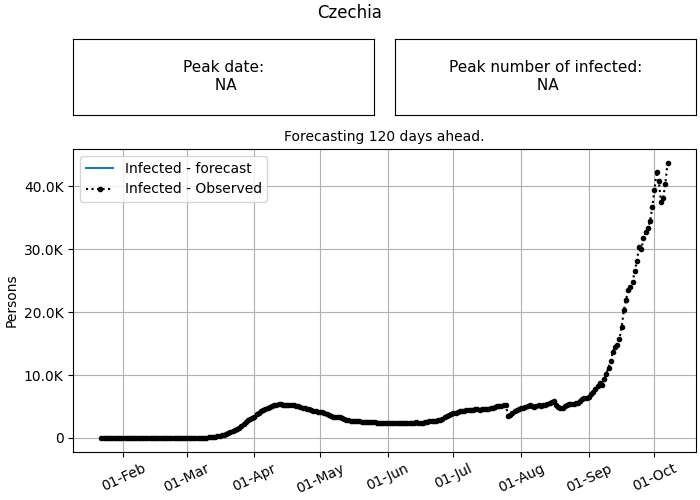 Czechia
Peak date:
NA
Peak number of infected:
NA
Forecasting 120 days ahead.
Infected - forecast
Infected - Observed
Persons
40.0K
30.0K
20.0K
10.0K
0
01-Feb
01-Mar
01-Apr
01-May
01-Jun
01-Jul
01-Aug
01-Sep
01-Oct